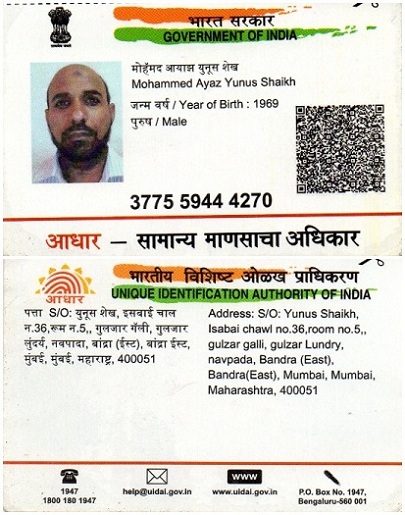 भारत सरकार
GOVERNMENT OF INDIA
मोहॅमद आयाझ युनूस शेख
Mohammed Ayaz Yunus Shaikh
जन्म वर्ष / Year of Birth : 1969
पुरुष / Male
3775 5944 4270
आधार — सामान्य माणसाचा अधिकार
भारतीय विशिष्ट ओळख प्राधिकरण
आधार
UNIQUE IDENTIFICATION AUTHORITY OF INDIA
पत्ता S/O: युनूस शेख, इसबाई चाल
न.36,रूम न.5,, गुलजार गॅली, गुलजार
लुंदर्य, नवपादा, बांद्रा (ईस्ट), बांद्रा ईस्ट,
मुंबई, मुंबई, महाराष्ट्र, 400051
Address: S/O: Yunus Shaikh,
Isabai chawl no.36,room no.5,,
gulzar galli, gulzar Lundry,
navpada, Bandra (East),
Bandra(East), Mumbai, Mumbai,
Maharashtra, 400051
1947
1800 180 1947
help@uidai.gov.in
www
www.uidai.gov.in
P.O. Box No. 1947,
Bengaluru-560 001